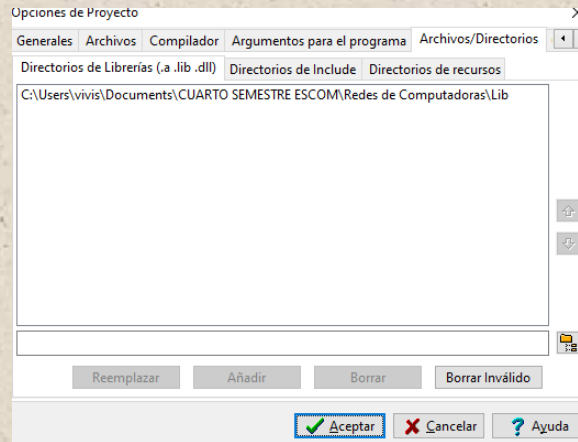 Opciones de Proyecto
Generales Archivos Compilador Argumentos para el programa Archivos/Directorios
Directorios de Librerías (.a .lib .dll) Directorios de Include Directorios de recursos
C:\Users\vivis\Documents\CUARTO SEMESTRE ESCOM\Redes de Computadoras\Lib
Reemplazar Añadir Borrar Borrar Inválido
Aceptar Cancelar Ayuda